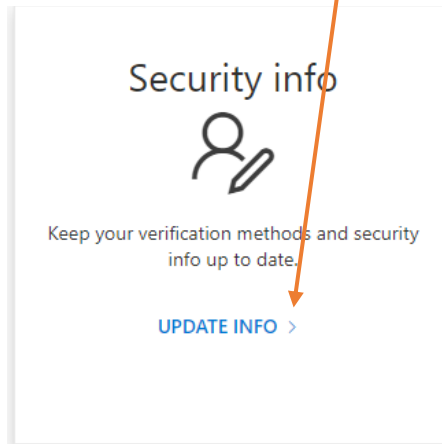 Security info
Keep your verification methods and security
info up to date.
UPDATE INFO >